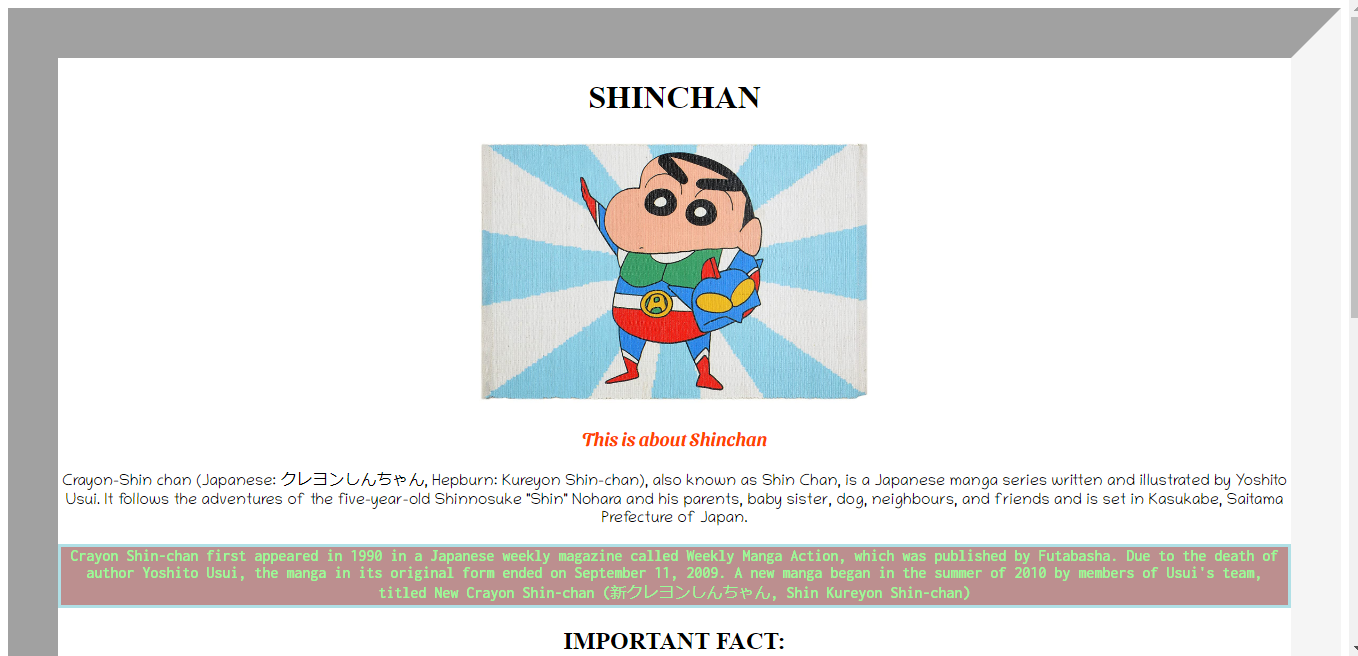 SHINCHAN
This is about Shinchan
Crayon-Shin chan (Japanese: クレヨンしんちゃん, Hepburn: Kureyon Shin-chan), also known as Shin Chan, is a Japanese manga series written and illustrated by Yoshito
Usui. It follows the adventures of the five-year-old Shinnosuke "Shin" Nohara and his parents, baby sister, dog, neighbours, and friends and is set in Kasukabe, Saitama
Prefecture of Japan.
Crayon Shin-chan first appeared in 1990 in a Japanese weekly magazine called Weekly Manga Action, which was published by Futabasha. Due to the death of
author Yoshito Usui, the manga in its original form ended on September 11, 2009. A new manga began in the summer of 2010 by members of Usui's team,
titled New Crayon Shin-chan (新クレヨンしんちゃん, Shin Kureyon Shin-chan)
IMPORTANT FACT: